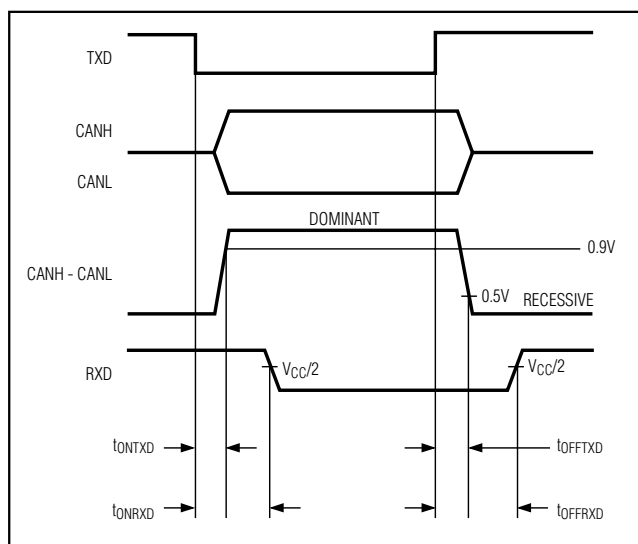 TXD
CANH
CANL
DOMINANT
0.9V
CANH - CANL
0.5V
RECESSIVE
RXD
VCC/2
VCC/2
tONTXD
tOFFTXD
tONRXD
tOFFRXD